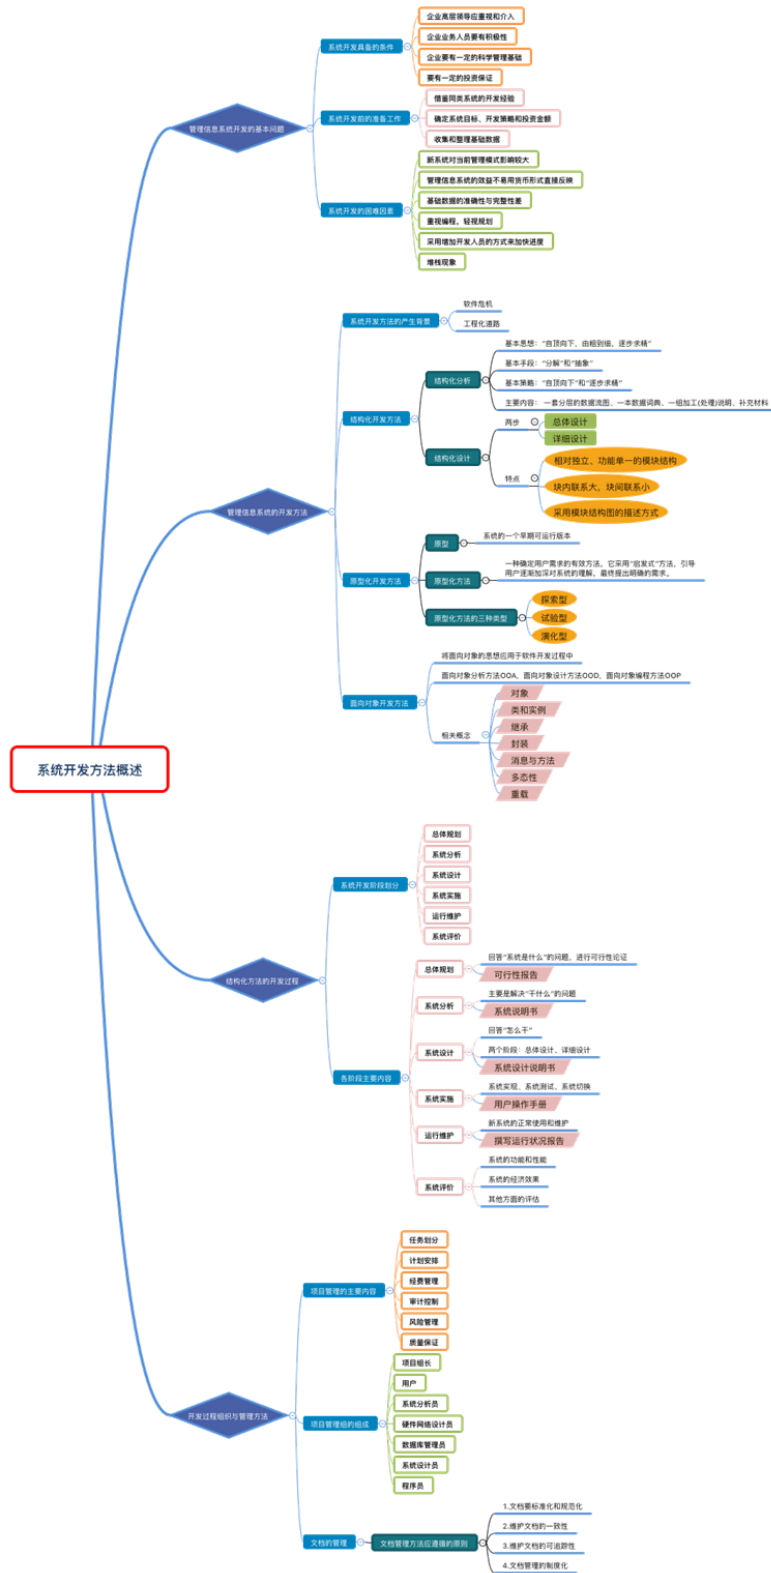 系统开发方法概述
管理信息系统开发的基本问题
系统开发具备的条件
企业高层领导应重视和介入
企业业务人员要有积极性
企业要有一定的科学管理基础
要有一定的投资保证
系统开发前的准备工作
借鉴同类系统的开发经验
确定系统目标、开发策略和投资金额
收集和整理基础数据
系统开发的困难因素
新系统对当前管理模式影响较大
管理信息系统的效益不易用货币形式直接反映
基础数据的准确性与完整性差
重视编程，轻视规划
采用增加开发人员的方式来加快进度
堆栈现象
管理信息系统的开发方法
系统开发方法的产生背景
软件危机
工程化道路
结构化开发方法
结构化分析
基本思想：“自顶向下，由粗到细，逐步求精”
基本手段：“分解”和“抽象”
基本策略：“自顶向下”和“逐步求精”
主要内容：一套分层的数据流图、一本数据词典、一组加工(处理)说明、补充材料
结构化设计
两步
总体设计
详细设计
特点
相对独立、功能单一的模块结构
块内联系大，块间联系小
采用模块结构图的描述方式
原型化开发方法
原型
系统的一个早期可运行版本
原型化方法
一种确定用户需求的有效方法，它采用“启发式”方法，引导
用户逐渐加深对系统的理解，最终提出明确的需求。
原型化方法的三种类型
探索型
试验型
演化型
面向对象开发方法
将面向对象的思想应用于软件开发过程中
面向对象分析方法OOA，面向对象设计方法OOD，面向对象编程方法OOP
相关概念
对象
类和实例
继承
封装
消息与方法
多态性
重载
结构化方法的开发过程
系统开发阶段划分
总体规划
系统分析
系统设计
系统实施
运行维护
系统评价
各阶段主要内容
总体规划
回答“系统是什么”的问题，进行可行性论证
可行性报告
系统分析
主要是解决“干什么”的问题
系统说明书
系统设计
回答“怎么干”
两个阶段：总体设计、详细设计
系统设计说明书
系统实施
系统实现、系统测试、系统切换
用户操作手册
运行维护
新系统的正常使用和维护
撰写运行状况报告
系统评价
系统的功能和性能
系统的经济效果
其他方面的评估
开发过程组织与管理方法
项目管理的主要内容
任务划分
计划安排
经费管理
审计控制
风险管理
质量保证
项目管理组的组成
项目组长
用户
系统分析员
硬件网络设计员
数据库管理员
系统设计员
程序员
文档的管理
文档管理方法应遵循的原则
1.文档要标准化和规范化
2.维护文档的一致性
3.维护文档的可追踪性
4.文档管理的制度化